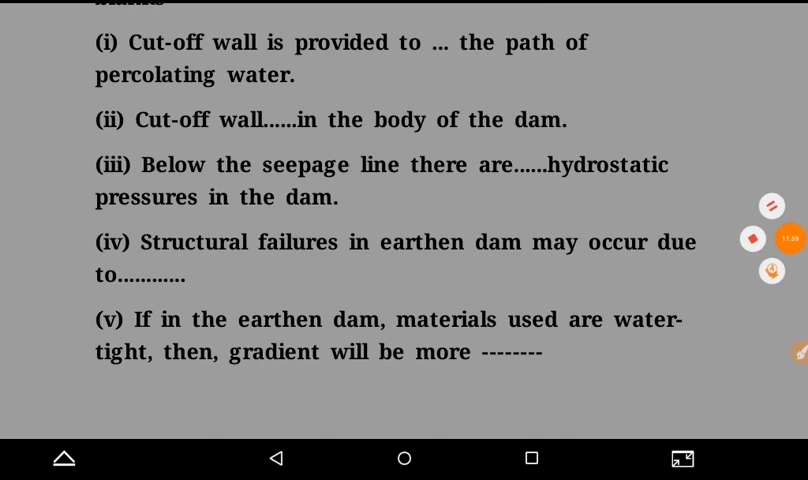 (i) Cut-off wall is provided to ... the path of
percolating water.
(ii) Cut-off wall......in the body of the dam.
(iii) Below the seepage line there are......hydrostatic
pressures in the dam.
(iv) Structural failures in earthen dam may occur due
to............
(v) If in the earthen dam, materials used are water-
tight, then, gradient will be more --------
11:59